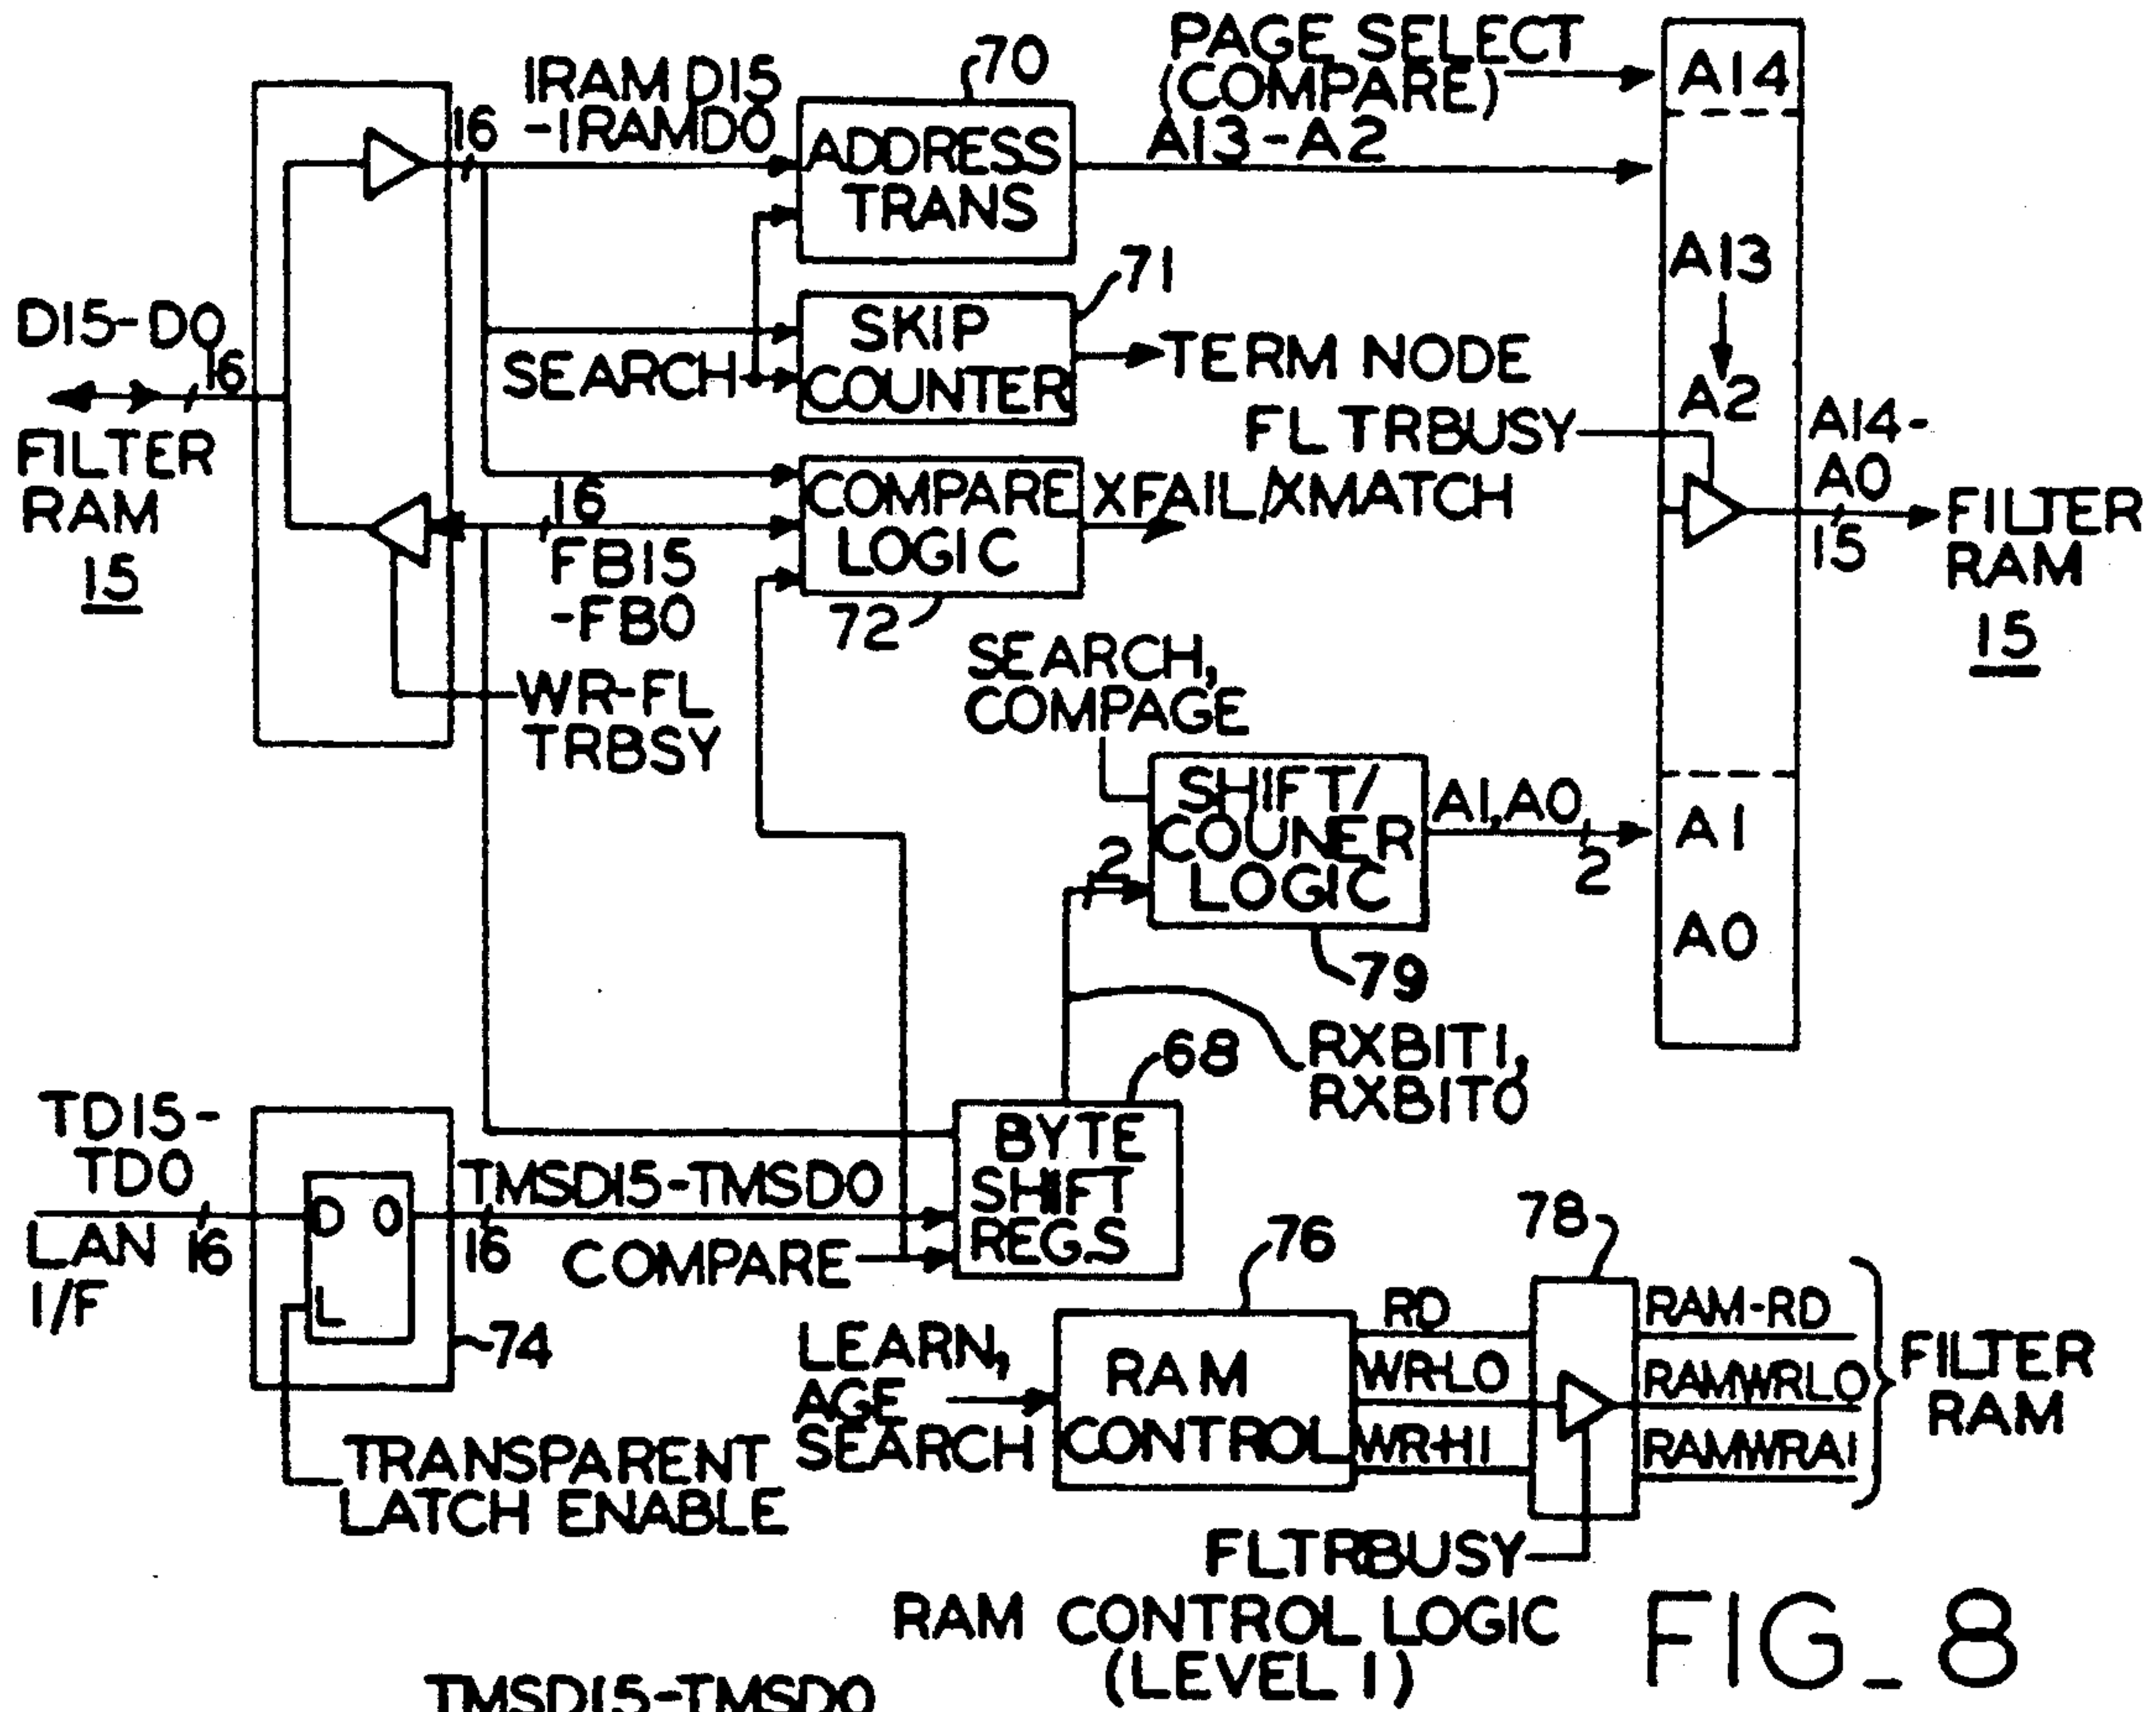 PAGE SELECT
(COMPARE)
A13-A2
A14
70
IRAM D15
-IRAMD0
16
ADDRESS
TRANS
71
A13
A2
D15-D0
16
FILTER
RAM
15
SKIP
COUNTER
SEARCH
TERM NODE
FLTRBUSY
A14-
A0
15
FILTER
RAM
15
COMPARE
LOGIC
XFAIL/XMATCH
16
FB15
-FB0
72
WR-FL
TRBSY
SEARCH,
COMPAGE
SHIFT/
COUNER
LOGIC
A1,A0
2
2
A1
A0
79
RXBIT1,
RXBIT0
68
BYTE
SHIFT
REG.S
TD15-
TD0
LAN
I/F
16
D O
L
TMSD15-TMSD0
16
COMPARE
74
TRANSPARENT
LATCH ENABLE
76
78
LEARN,
AGE
SEARCH
RAM
CONTROL
RD
WR-LO
WR-HI
RAM-RD
RAMWRLO
RAMWRAI
FILTER
RAM
FLTRBUSY
RAM CONTROL LOGIC
(LEVEL 1)
FIG_8
TMSD15-TMSD0